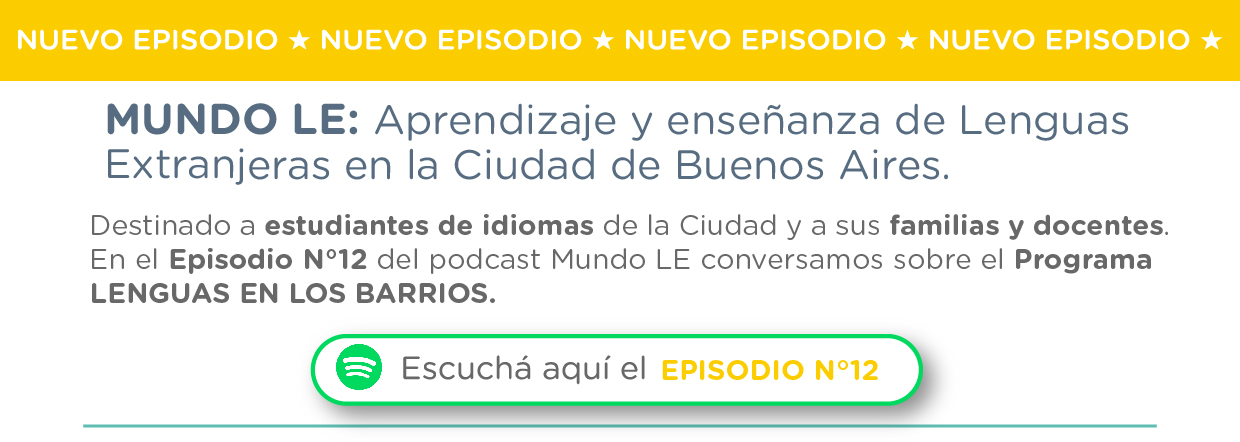 NUEVO EPISODIO ★ NUEVO EPISODIO ★ NUEVO EPISODIO ★ NUEVO EPISODIO ★
MUNDO LE: Aprendizaje y enseñanza de Lenguas
Extranjeras en la Ciudad de Buenos Aires.
Destinado a estudiantes de idiomas de la Ciudad y a sus familias y docentes.
En el Episodio N°12 del podcast Mundo LE conversamos sobre el Programa
LENGUAS EN LOS BARRIOS.
Escuchá aquí el EPISODIO N°12